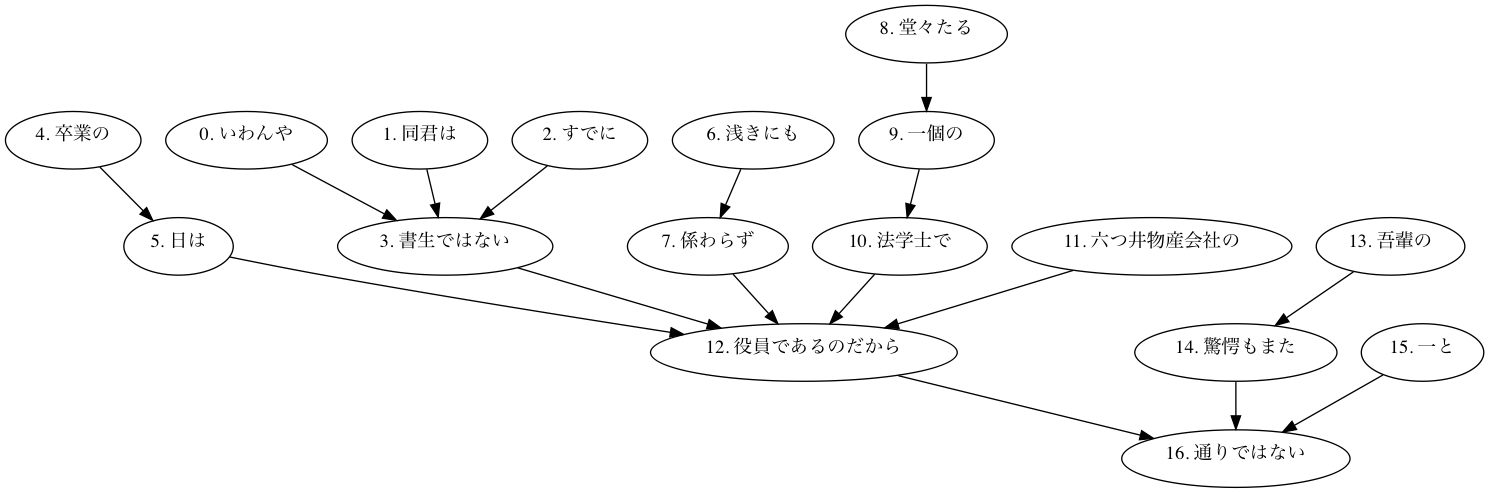 8. 堂々たる
4. 卒業の
0. いわんや
1. 同君は
2. すでに
6. 浅きにも
9. 一個の
5. 日は
3. 書生ではない
7. 係わらず
10. 法学士で
11. 六つ井物産会社の
13. 吾輩の
12. 役員であるのだから
14. 驚愕もまた
15. 一と
16. 通りではない